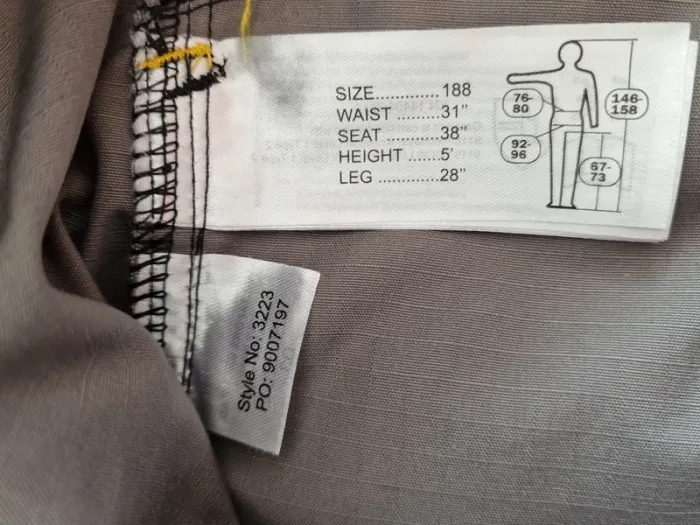 SIZE.............188
WAIST .........31"
SEAT .............38"
HEIGHT .......5'
LEG .............28"
76-
80
146-
158
92-
96
67-
73
Style No: 3223
PO: 9007197